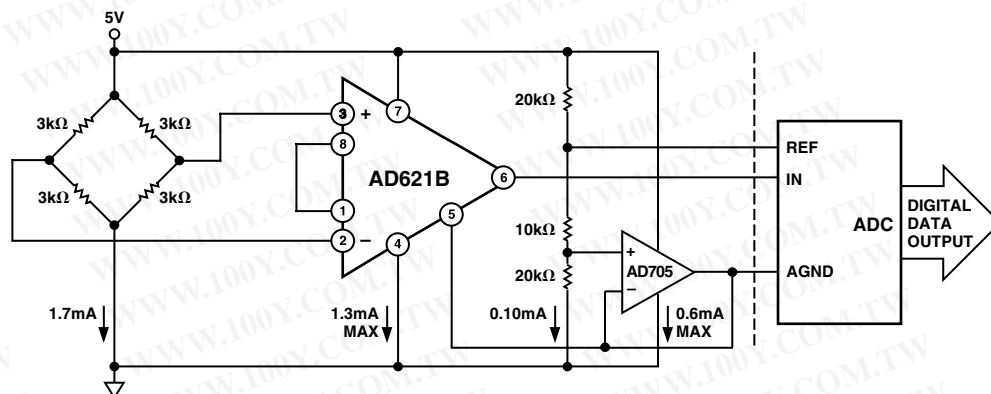 5V
3kΩ
3kΩ
3kΩ
3kΩ
1.7mA
3
+
8
1
2
−
7
4
5
6
AD621B
1.3mA
MAX
20kΩ
10kΩ
20kΩ
0.10mA
+
−
AD705
0.6mA
MAX
REF
IN
ADC
AGND
DIGITAL
DATA
OUTPUT
WWW.100Y.COM.TW